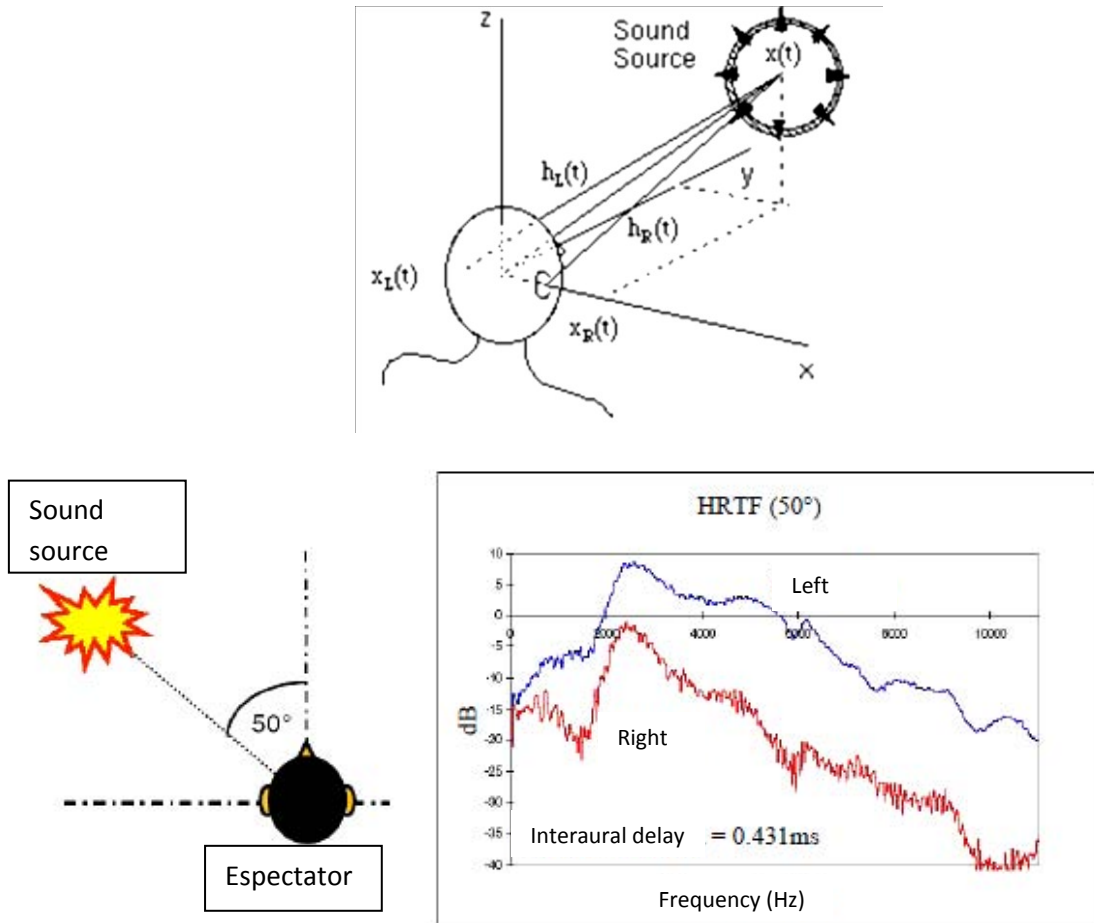 z
Sound
Source
x(t)
h_L(t)
y
h_R(t)
x_L(t)
x_R(t)
x
Sound
source
50°
Espectator
HRTF (50°)
10
5
0
-5
-10
-15
-20
-25
-30
-35
-40
0
2000
4000
6000
8000
10000
dB
Left
Right
Interaural delay = 0.431ms
Frequency (Hz)